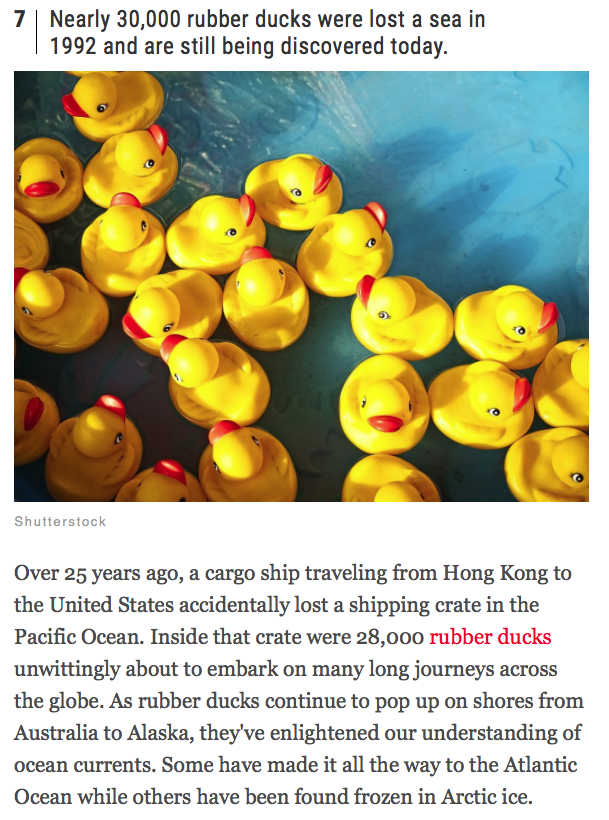 7 Nearly 30,000 rubber ducks were lost a sea in
1992 and are still being discovered today.
Shutterstock
Over 25 years ago, a cargo ship traveling from Hong Kong to
the United States accidentally lost a shipping crate in the
Pacific Ocean. Inside that crate were 28,000 rubber ducks
unwittingly about to embark on many long journeys across
the globe. As rubber ducks continue to pop up on shores from
Australia to Alaska, they've enlightened our understanding of
ocean currents. Some have made it all the way to the Atlantic
Ocean while others have been found frozen in Arctic ice.